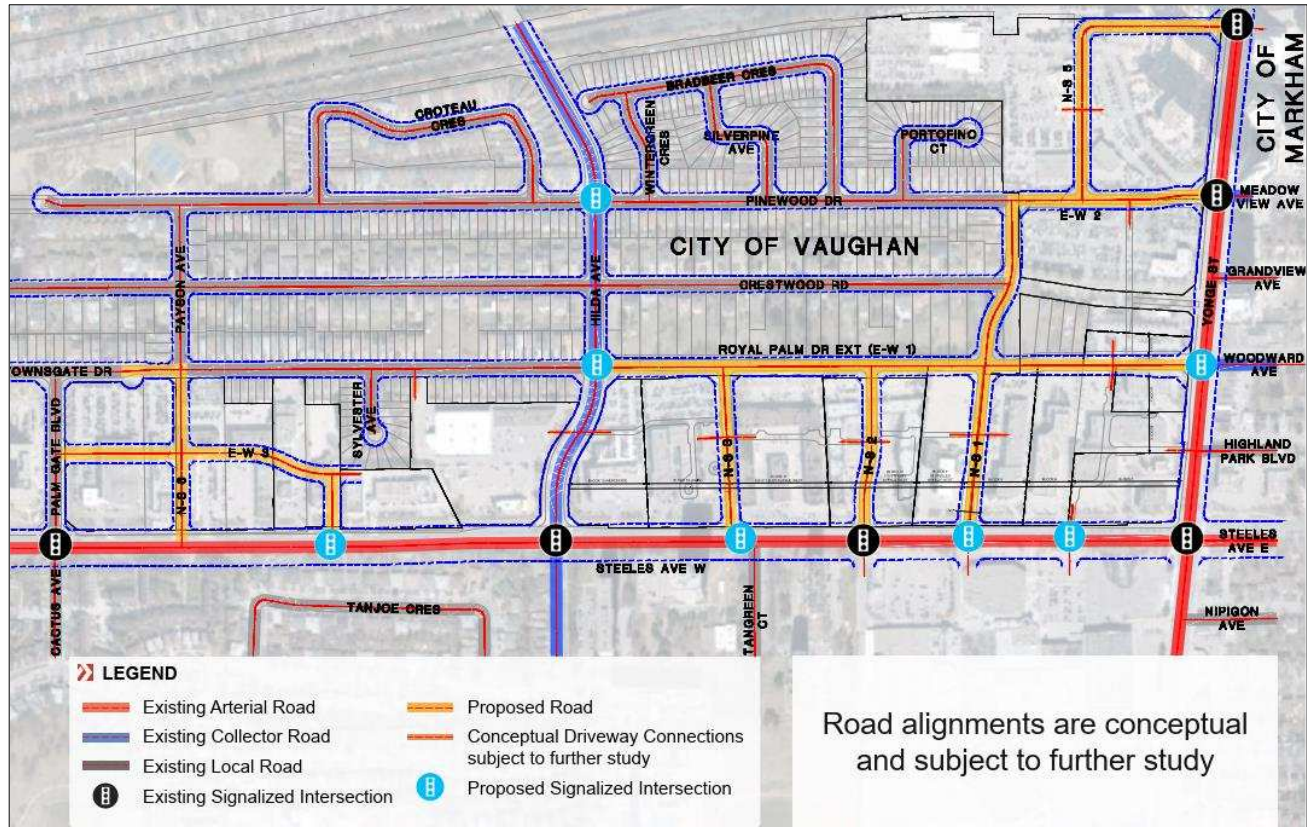 CITY OF
MARKHAM
N-S 5
BRADBEER CRES
CROTEAU
CRES
WINTERGREEN
CRES
SILVERPINE
AVE
PORTOFINO
CT
MEADOW
VIEW AVE
PINEWOOD DR
E-W 2
CITY OF VAUGHAN
PAYSON AVE
HILDA AVE
YONGE ST
GRANDVIEW
AVE
CRESTWOOD RD
ROYAL PALM DR EXT (E-W 1)
WOODWARD
AVE
OWNSGATE DR
SYLVESTER
AVE
HIGHLAND
PARK BLVD
PALM GATE BLVD
E-W 3
N-S 6
N-S 3
N-S 2
N-S 1
STEELES
AVE E
STEELES AVE W
CACTUS AVE
TANJOE CRES
TANGREEN
CT
NIPIGON
AVE
LEGEND
Existing Arterial Road
Existing Collector Road
Existing Local Road
Existing Signalized Intersection
Proposed Road
Conceptual Driveway Connections
subject to further study
Proposed Signalized Intersection
Road alignments are conceptual
and subject to further study